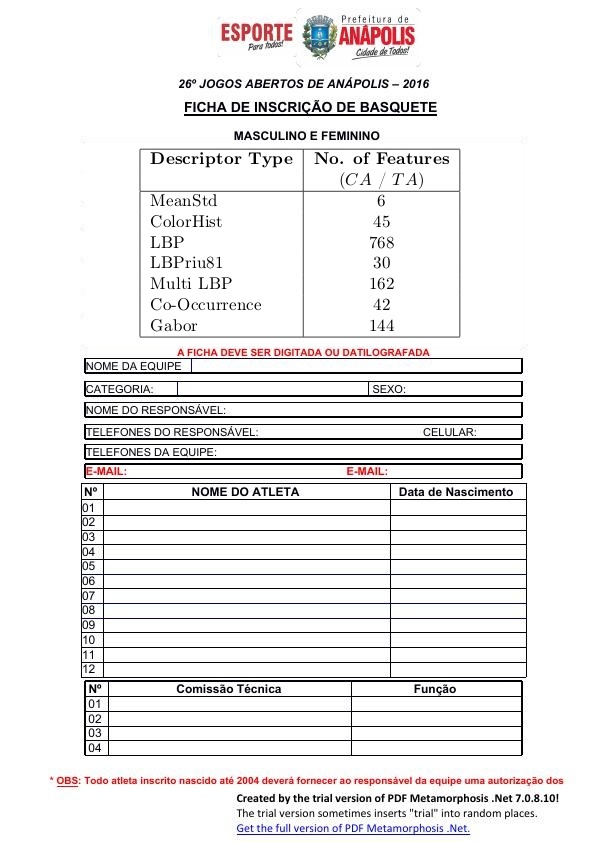 ESPORTE
Para Todos!
Prefeitura de
ANÁPOLIS
Cidade de Todos!
26º JOGOS ABERTOS DE ANÁPOLIS – 2016
FICHA DE INSCRIÇÃO DE BASQUETE
MASCULINO E FEMININO
Descriptor Type No. of Features
(CA / TA)
MeanStd 6
ColorHist 45
LBP 768
LBPriu81 30
Multi LBP 162
Co-Occurrence 42
Gabor 144
A FICHA DEVE SER DIGITADA OU DATILOGRAFADA
NOME DA EQUIPE
CATEGORIA: SEXO:
NOME DO RESPONSÁVEL:
TELEFONES DO RESPONSÁVEL: CELULAR:
TELEFONES DA EQUIPE:
E-MAIL: E-MAIL:
Nº NOME DO ATLETA Data de Nascimento
01
02
03
04
05
06
07
08
09
10
11
12
Nº Comissão Técnica Função
01
02
03
04
* OBS: Todo atleta inscrito nascido até 2004 deverá fornecer ao responsável da equipe uma autorização dos
Created by the trial version of PDF Metamorphosis .Net 7.0.8.10!
The trial version sometimes inserts "trial" into random places.
Get the full version of PDF Metamorphosis .Net.